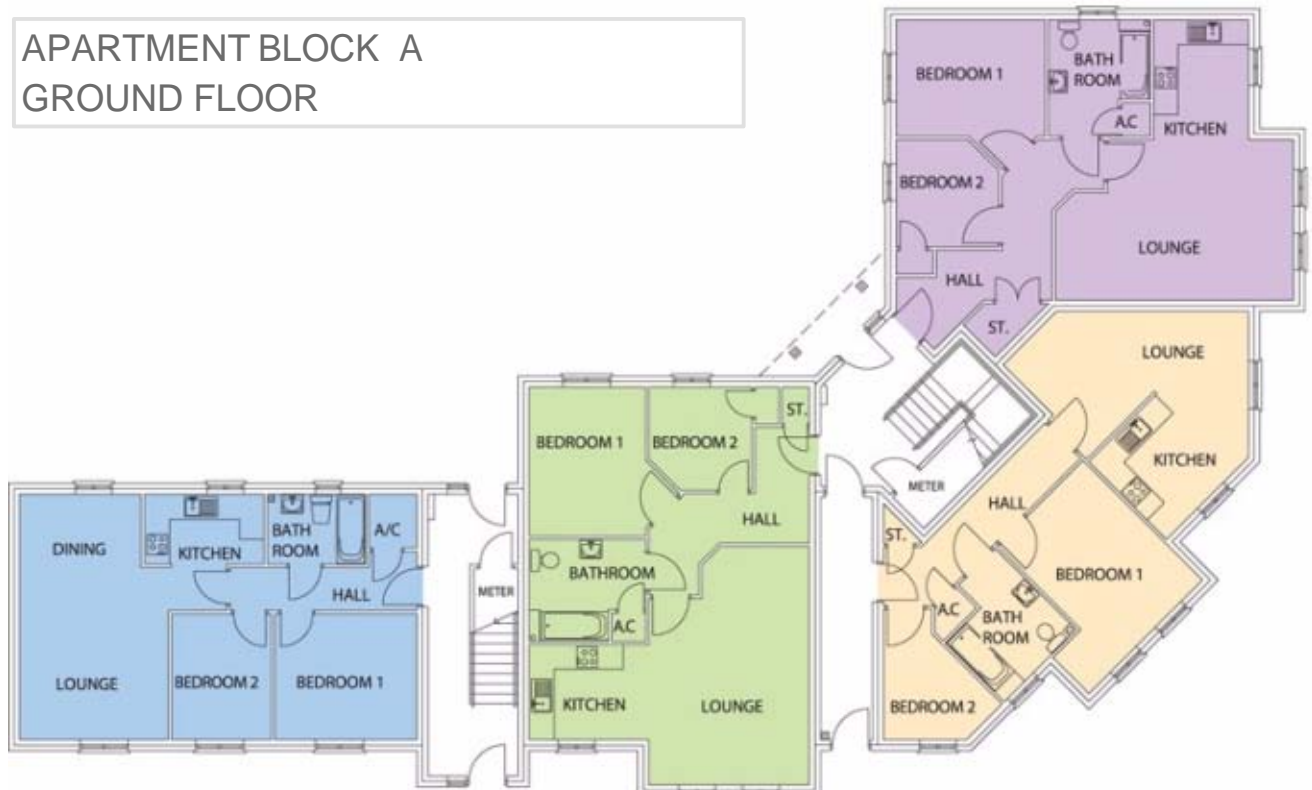 APARTMENT BLOCK A
GROUND FLOOR
BEDROOM 1
BATH
ROOM
A.C
KITCHEN
BEDROOM 2
HALL
LOUNGE
ST.
LOUNGE
KITCHEN
METER
HALL
ST.
BEDROOM 1
A.C
BATH
ROOM
BEDROOM 2
BEDROOM 1
BEDROOM 2
ST.
HALL
BATHROOM
A.C
KITCHEN
LOUNGE
METER
DINING
KITCHEN
BATH
ROOM
A/C
HALL
LOUNGE
BEDROOM 2
BEDROOM 1